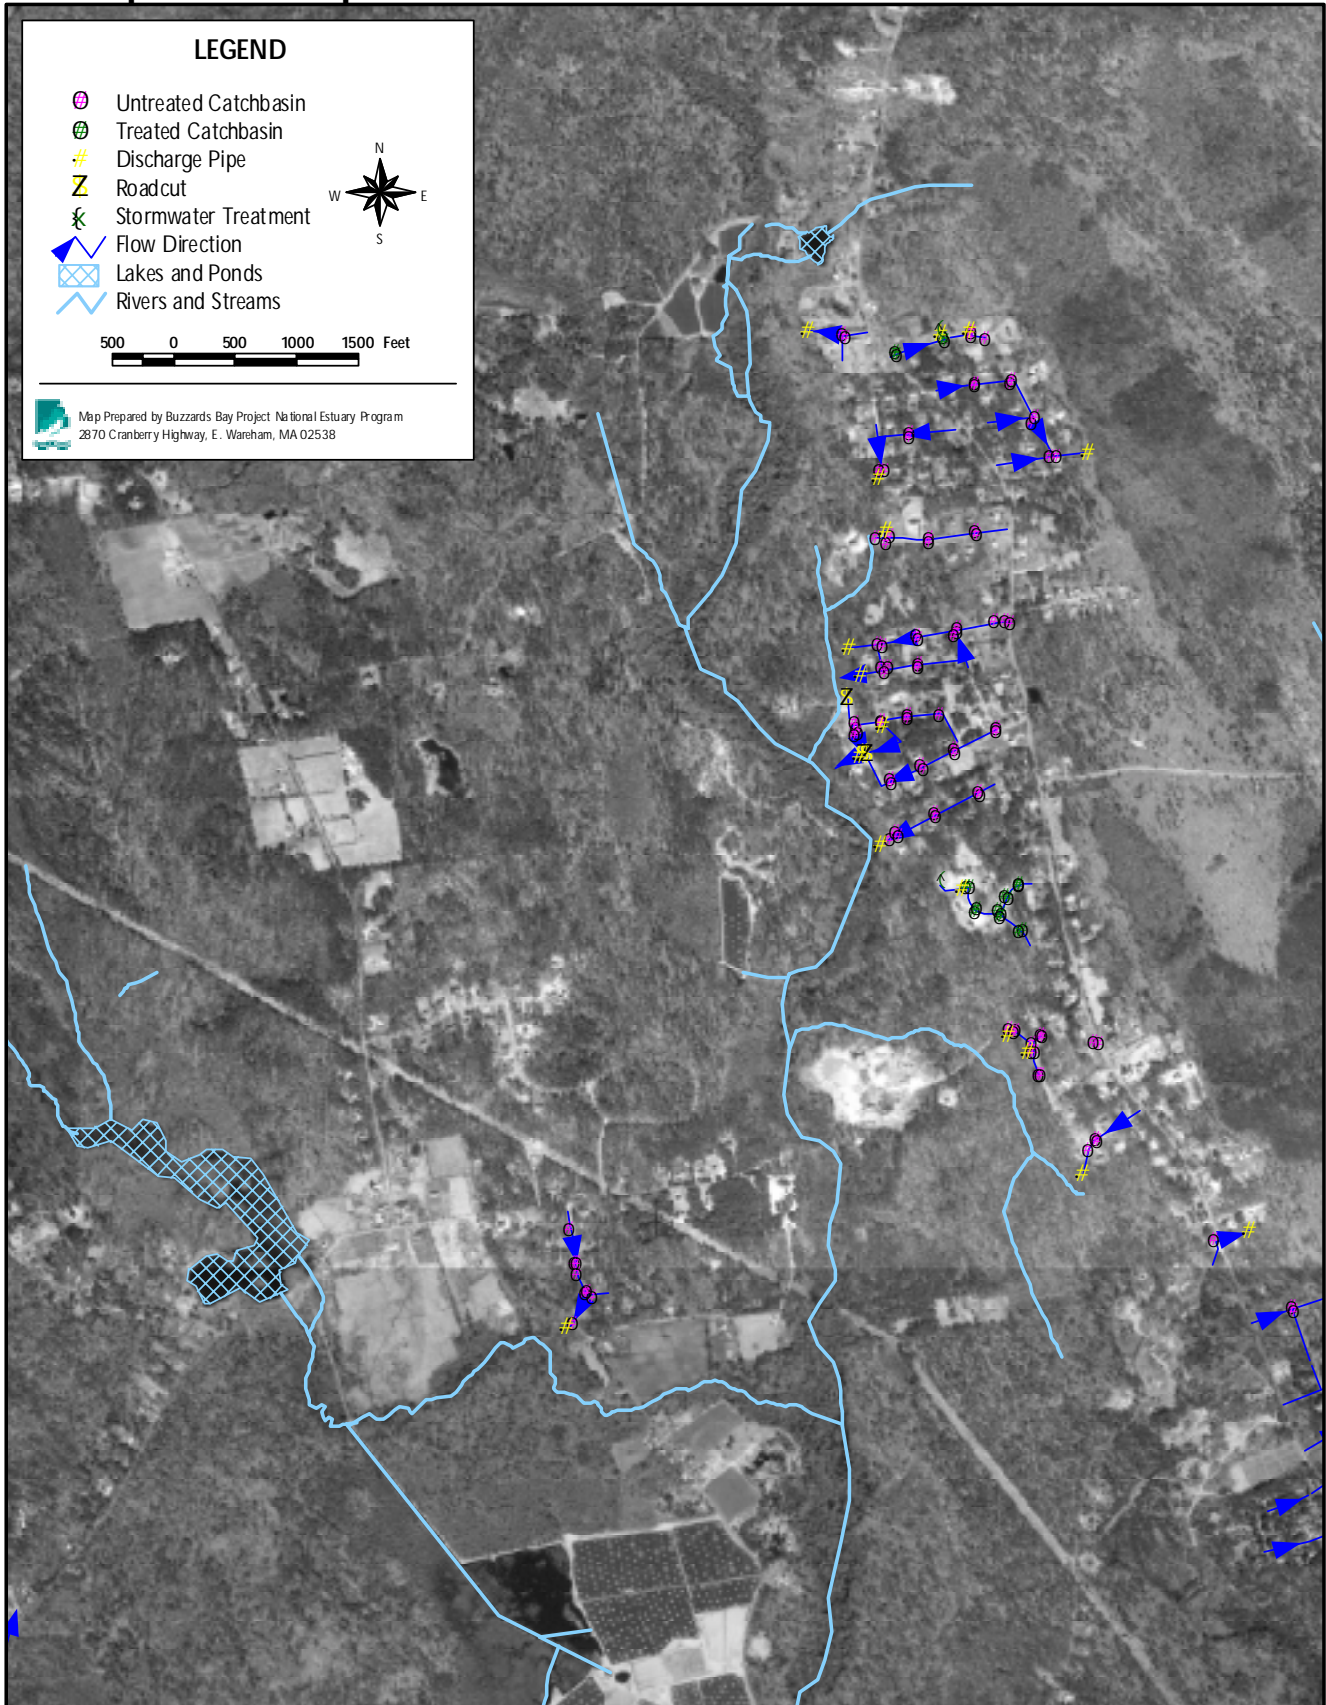 LEGEND
Untreated Catchbasin
Treated Catchbasin
Discharge Pipe
Roadcut
Stormwater Treatment
Flow Direction
Lakes and Ponds
Rivers and Streams
N
W E
S
500 0 500 1000 1500 Feet
Map Prepared by Buzzards Bay Project National Estuary Program
2870 Cranberry Highway, E. Wareham, MA 02538